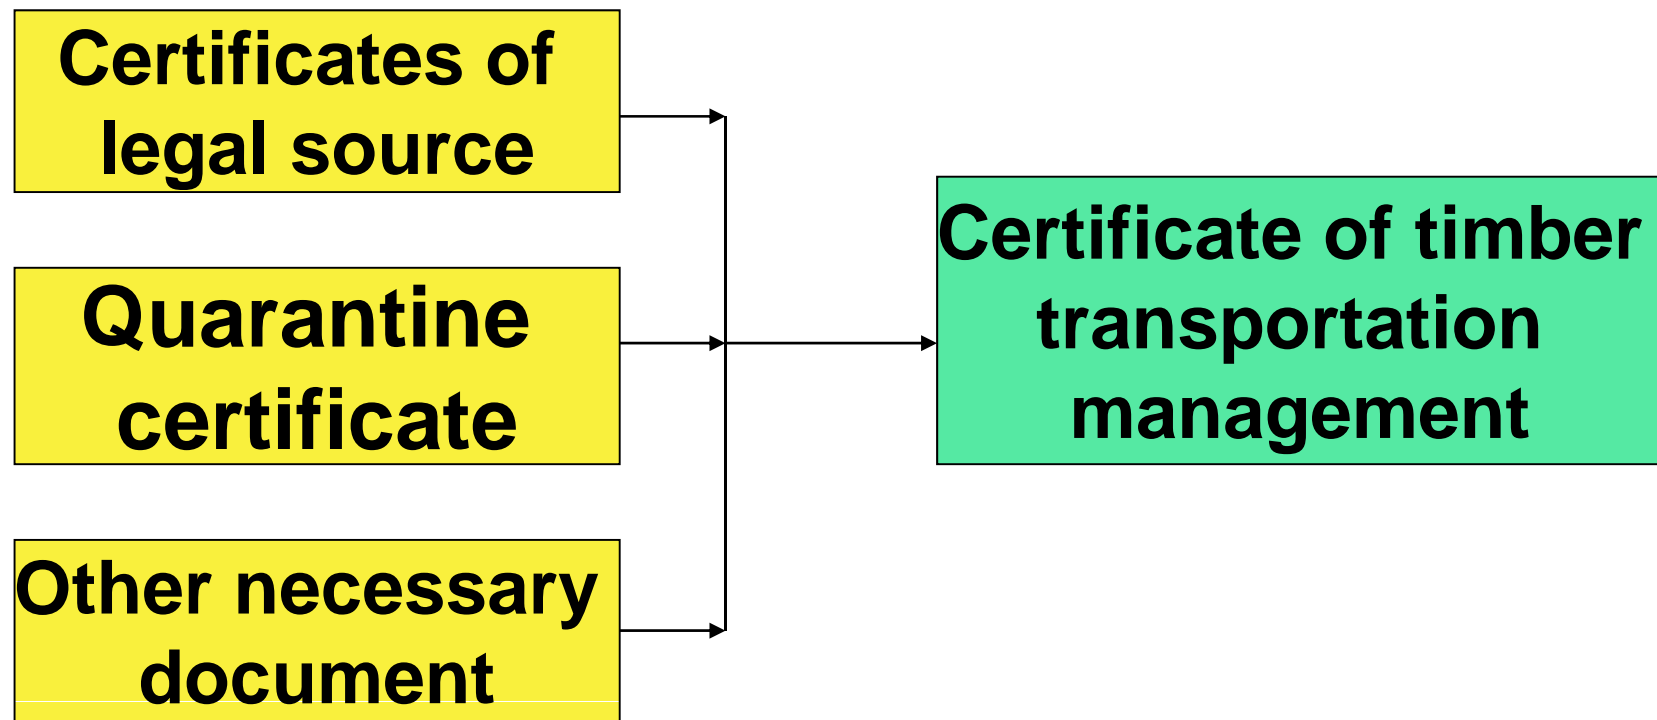 Certificates of
legal source
Quarantine
certificate
Other necessary
document
Certificate of timber
transportation
management